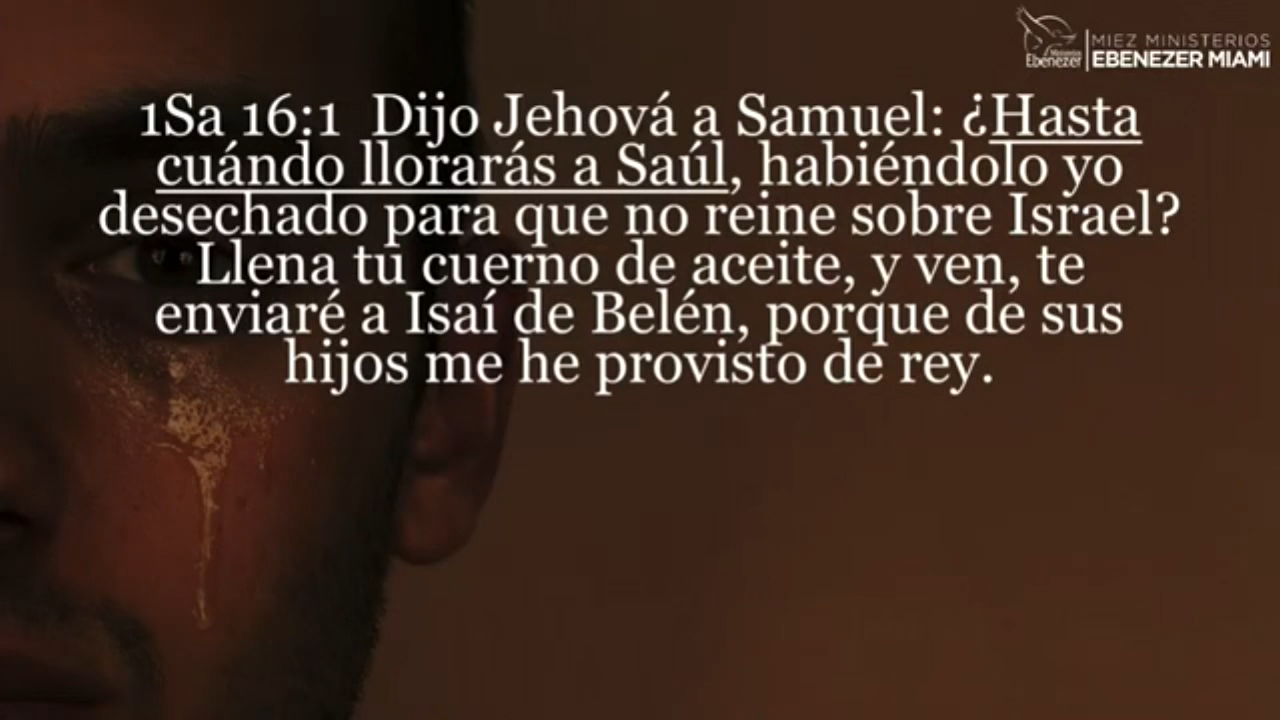 MIEZ MINISTERIOS
Ministerios
Ebenezer
EBENEZER MIAMI
1Sa 16:1 Dijo Jehová a Samuel: ¿Hasta
cuándo llorarás a Saúl, habiéndolo yo
desechado para que no reine sobre Israel?
Llena tu cuerno de aceite, y ven, te
enviaré a Isaí de Belén, porque de sus
hijos me he provisto de rey.